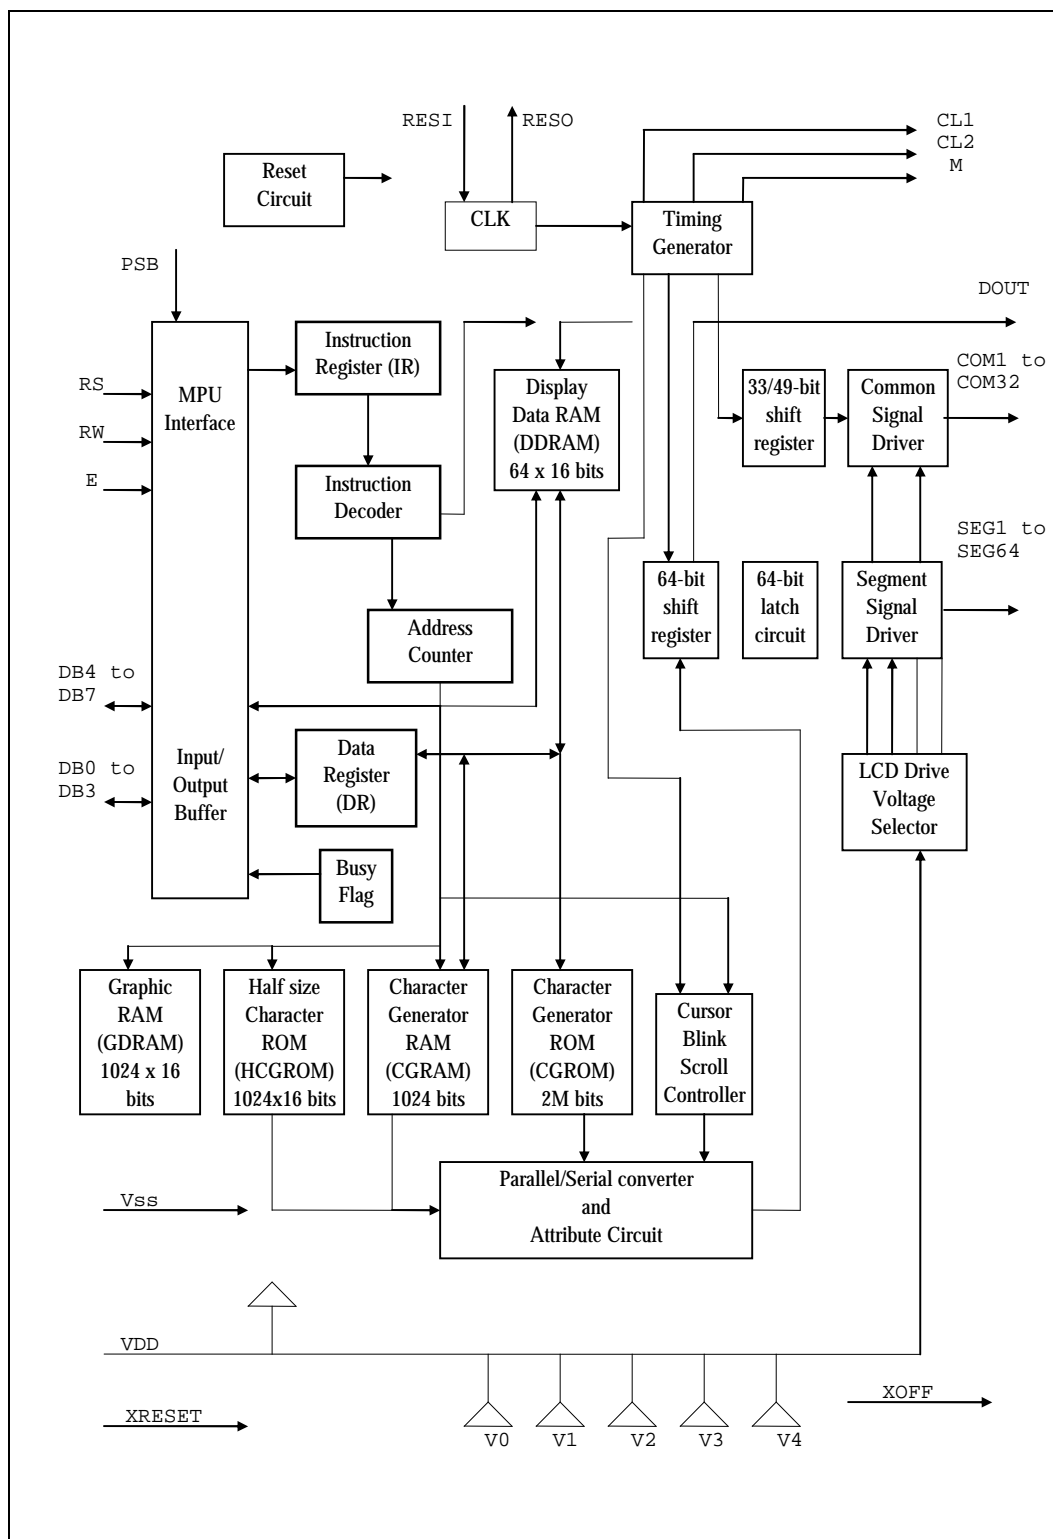 RESI
RESO
CL1
CL2
M
Reset
Circuit
CLK
Timing
Generator
PSB
DOUT
MPU
Interface
Input/
Output
Buffer
RS
RW
E
DB4 to
DB7
DB0 to
DB3
Instruction
Register (IR)
Instruction
Decoder
Address
Counter
Data
Register
(DR)
Busy
Flag
Display
Data RAM
(DDRAM)
64 x 16 bits
33/49-bit
shift
register
Common
Signal
Driver
COM1 to
COM32
64-bit
shift
register
64-bit
latch
circuit
Segment
Signal
Driver
SEG1 to
SEG64
LCD Drive
Voltage
Selector
Graphic
RAM
(GDRAM)
1024 x 16
bits
Half size
Character
ROM
(HCGROM)
1024x16 bits
Character
Generator
RAM
(CGRAM)
1024 bits
Character
Generator
ROM
(CGROM)
2M bits
Cursor
Blink
Scroll
Controller
Parallel/Serial converter
and
Attribute Circuit
Vss
VDD
XRESET
V0
V1
V2
V3
V4
XOFF